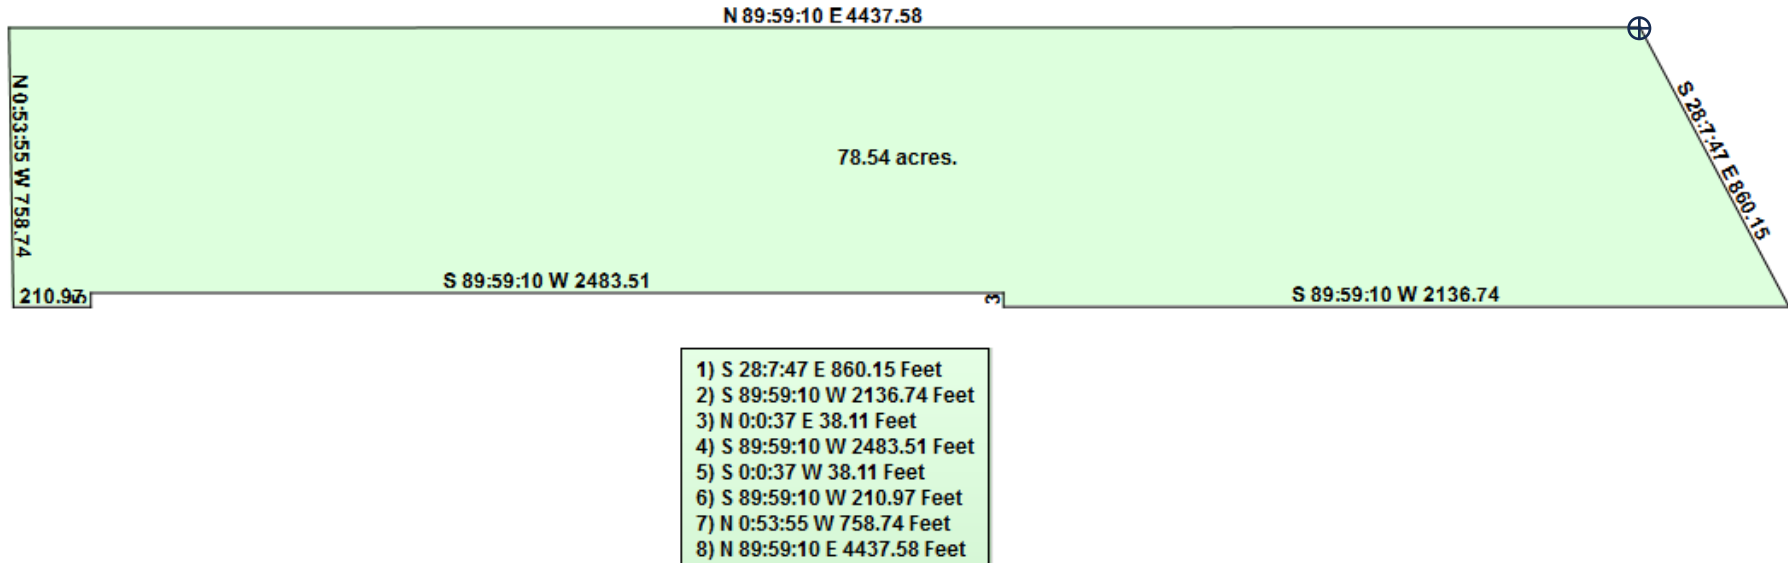 N 89:59:10 E 4437.58
N 0:53:55 W 758.74
S 28:7:47 E 860.15
78.54 acres.
S 89:59:10 W 2483.51
210.97
5
3
S 89:59:10 W 2136.74
1) S 28:7:47 E 860.15 Feet
2) S 89:59:10 W 2136.74 Feet
3) N 0:0:37 E 38.11 Feet
4) S 89:59:10 W 2483.51 Feet
5) S 0:0:37 W 38.11 Feet
6) S 89:59:10 W 210.97 Feet
7) N 0:53:55 W 758.74 Feet
8) N 89:59:10 E 4437.58 Feet